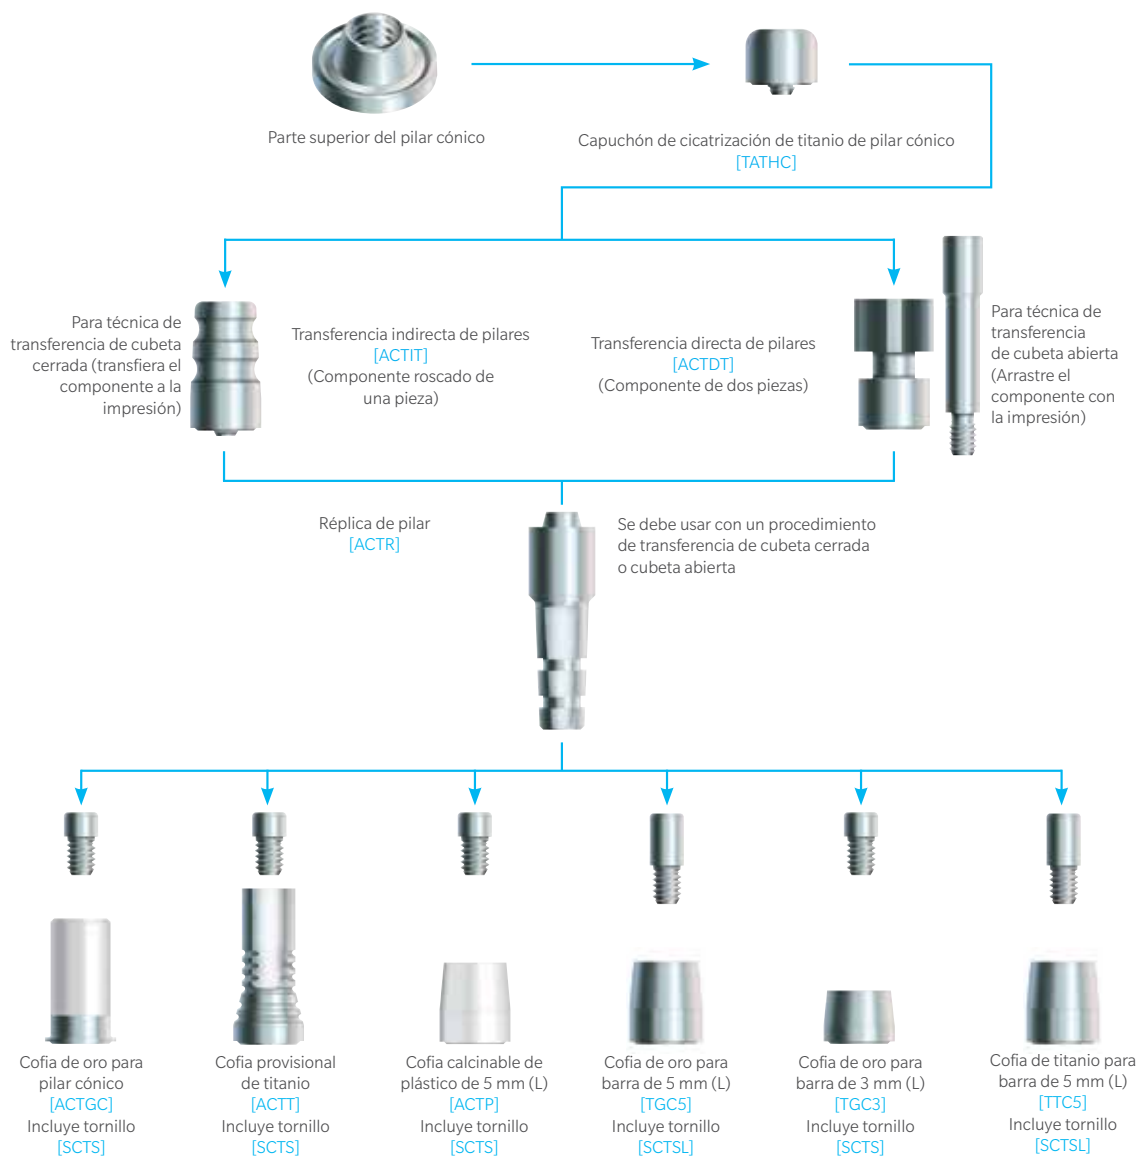 Parte superior del pilar cónico
Capuchón de cicatrización de titanio de pilar cónico
[TATHC]
Para técnica de
transferencia de cubeta
cerrada (transfiera el
componente a la
impresión)
Transferencia indirecta de pilares
[ACTIT]
(Componente roscado de
una pieza)
Transferencia directa de pilares
[ACTDT]
(Componente de dos piezas)
Para técnica de
transferencia
de cubeta abierta
(Arrastre el
componente con
la impresión)
Réplica de pilar
[ACTR]
Se debe usar con un procedimiento
de transferencia de cubeta cerrada
o cubeta abierta
Cofia de oro para
pilar cónico
[ACTGC]
Incluye tornillo
[SCTS]
Cofia provisional
de titanio
[ACTT]
Incluye tornillo
[SCTS]
Cofia calcinable de
plástico de 5 mm (L)
[ACTP]
Incluye tornillo
[SCTS]
Cofia de oro para
barra de 5 mm (L)
[TGC5]
Incluye tornillo
[SCTSL]
Cofia de oro para
barra de 3 mm (L)
[TGC3]
Incluye tornillo
[SCTS]
Cofia de titanio para
barra de 5 mm (L)
[TTC5]
Incluye tornillo
[SCTSL]